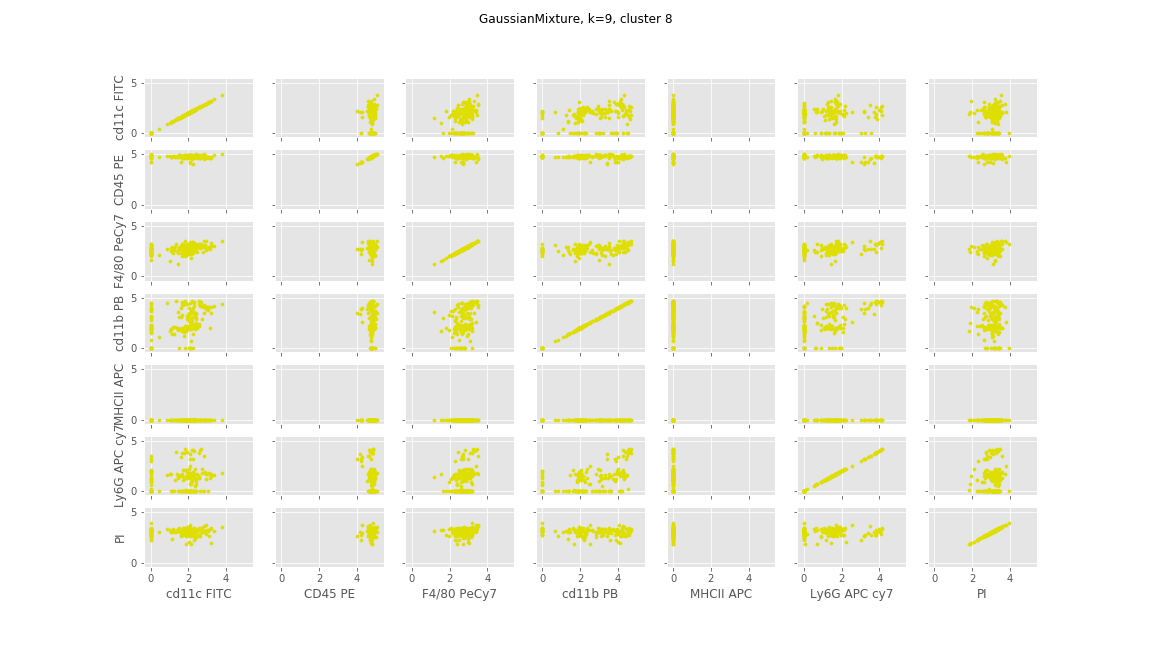 GaussianMixture, k=9, cluster 8
cd11c FITC
5
0
CD45 PE
5
0
F4/80 PeCy7
5
0
cd11b PB
5
0
MHCII APC
5
0
Ly6G APC cy7
5
0
PI
5
0
0 2 4 0 2 4 0 2 4 0 2 4 0 2 4 0 2 4 0 2 4
cd11c FITC CD45 PE F4/80 PeCy7 cd11b PB MHCII APC Ly6G APC cy7 PI